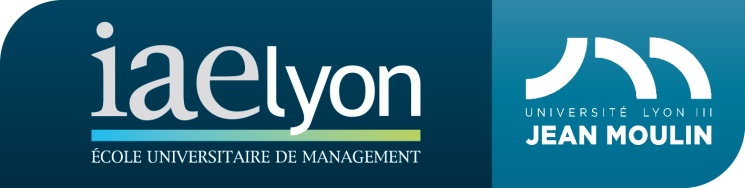 iaelyon
ÉCOLE UNIVERSITAIRE DE MANAGEMENT
UNIVERSITÉ LYON III
JEAN MOULIN